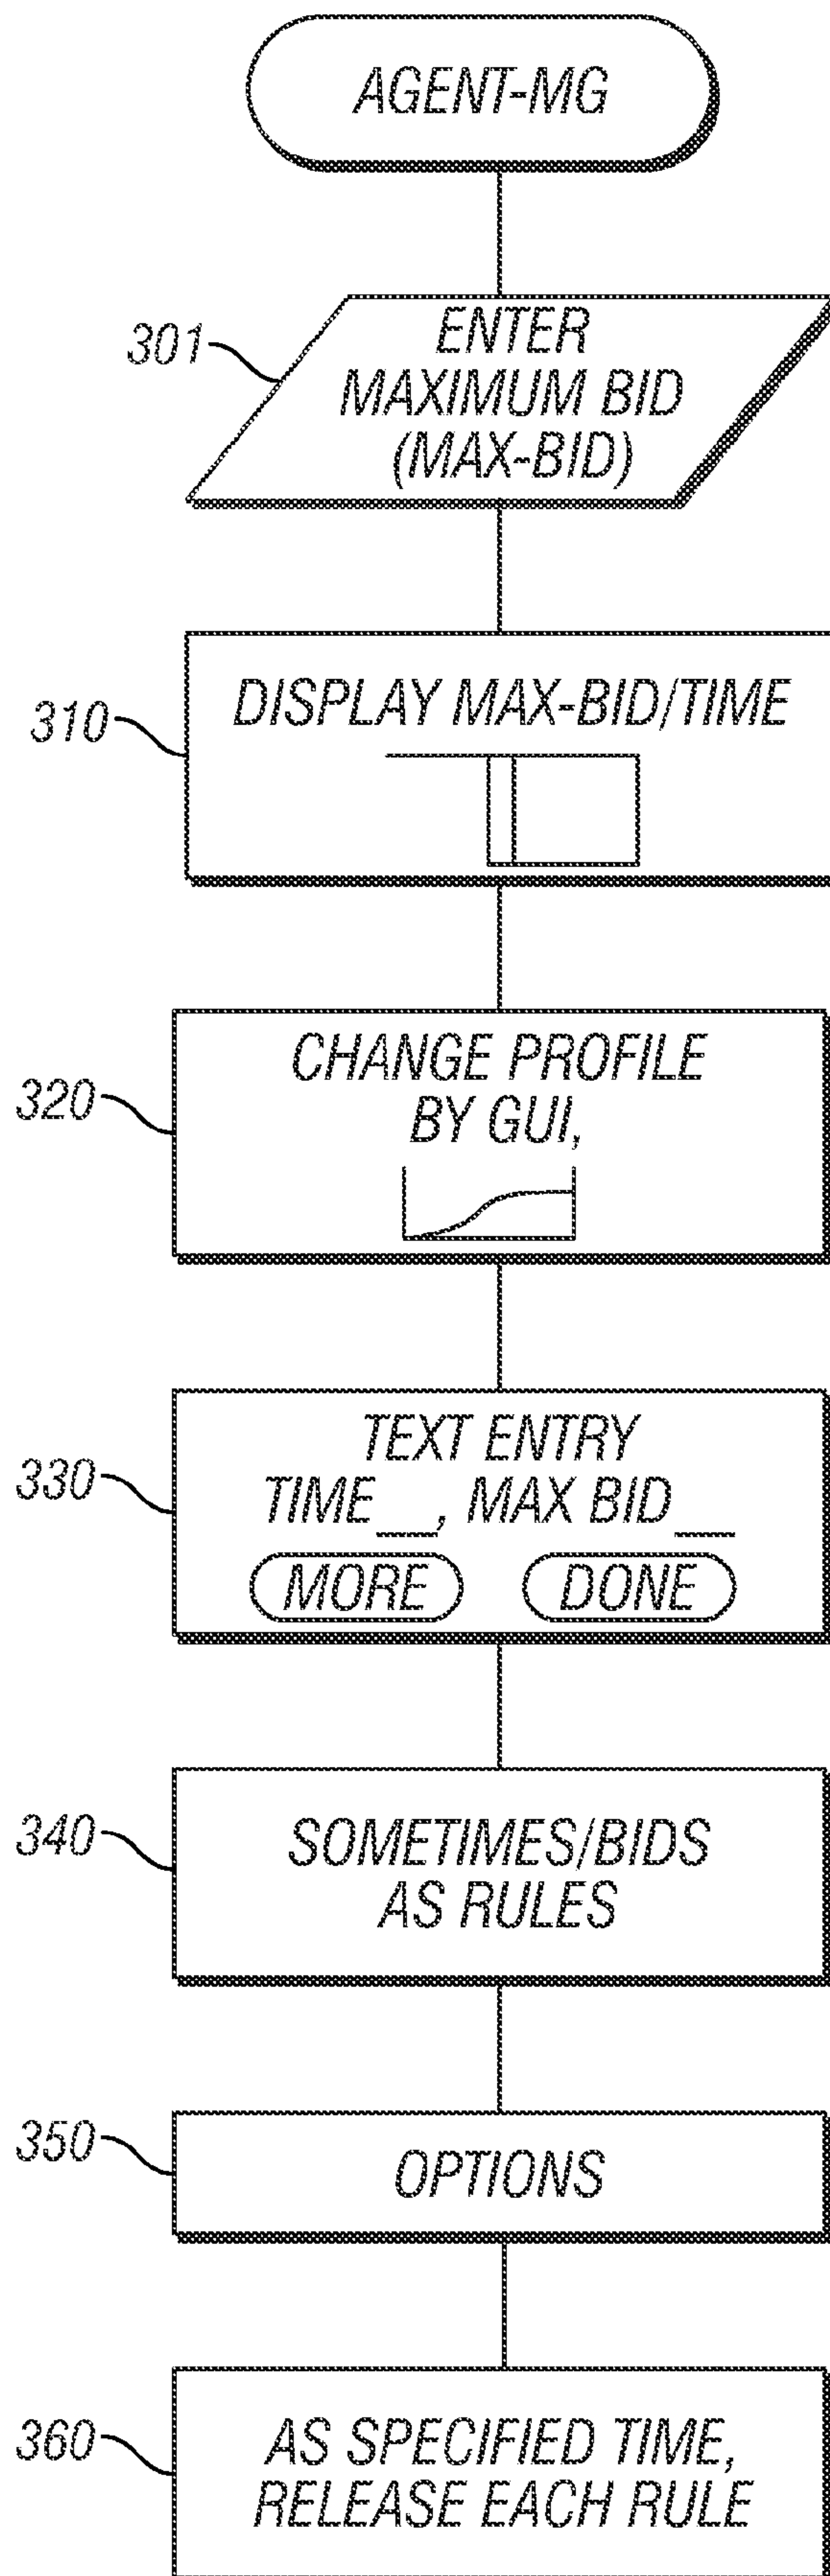 AGENT-MG
301
ENTER
MAXIMUM BID
(MAX-BID)
310
DISPLAY MAX-BID/TIME
320
CHANGE PROFILE
BY GUI,
330
TEXT ENTRY
TIME___, MAX BID___
MORE DONE
340
SOMETIMES/BIDS
AS RULES
350
OPTIONS
360
AS SPECIFIED TIME,
RELEASE EACH RULE